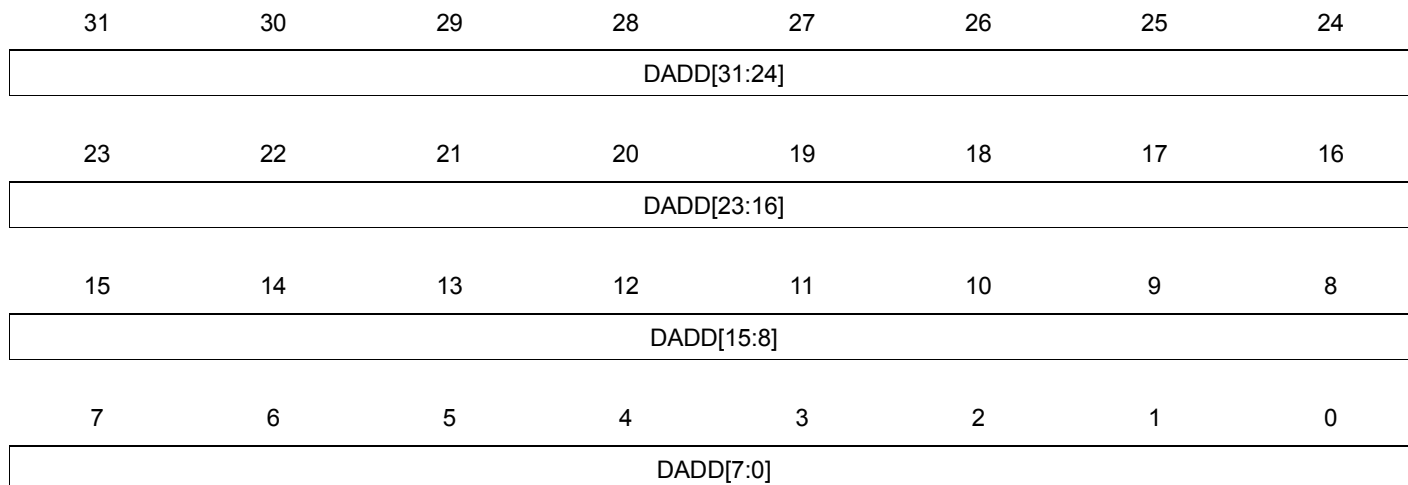 31 30 29 28 27 26 25 24
DADD[31:24]
23 22 21 20 19 18 17 16
DADD[23:16]
15 14 13 12 11 10 9 8
DADD[15:8]
7 6 5 4 3 2 1 0
DADD[7:0]